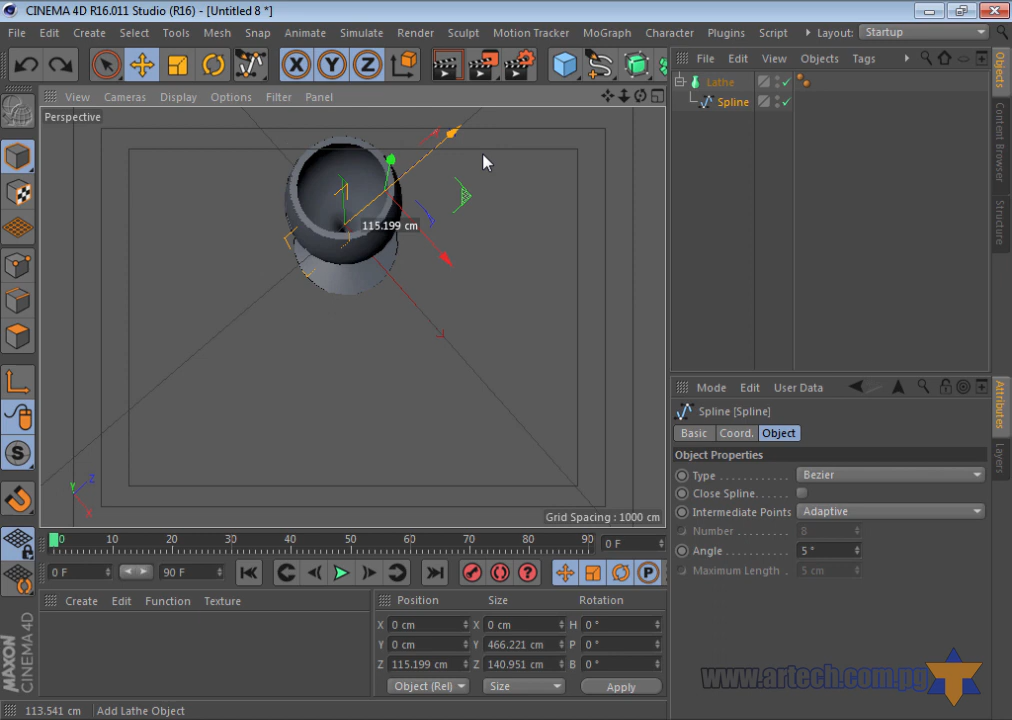 CINEMA 4D R16.011 Studio (R16) - [Untitled 8 *]
File Edit Create Select Tools Mesh Snap Animate Simulate Render Sculpt Motion Tracker MoGraph Character Plugins Script Layout: Startup
X Y Z
View Cameras Display Options Filter Panel
Perspective
115.199 cm
Y Z X
Grid Spacing : 1000 cm
0 10 20 30 40 50 60 70 80 90 0 F
0 F 90 F P
Create Edit Function Texture
Position Size Rotation
X 0 cm X 0 cm H 0 °
Y 0 cm Y 466.221 cm P 0 °
Z 115.199 cm Z 140.951 cm B 0 °
Object (Rel) Size Apply
MAXON CINEMA 4D
113.541 cm Add Lathe Object
File Edit View Objects Tags
Lathe
Spline
Objects
Content Browser
Structure
Mode Edit User Data
Spline [Spline]
Basic Coord. Object
Object Properties
Type Bezier
Close Spline
Intermediate Points Adaptive
Number 8
Angle 5 °
Maximum Length 5 cm
Attributes
Layers
www.artech.com.pg